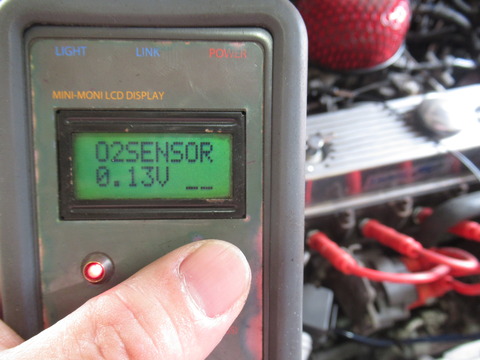 LIGHT LINK POWER
MINI-MONI LCD DISPLAY
O2SENSOR
0.13V